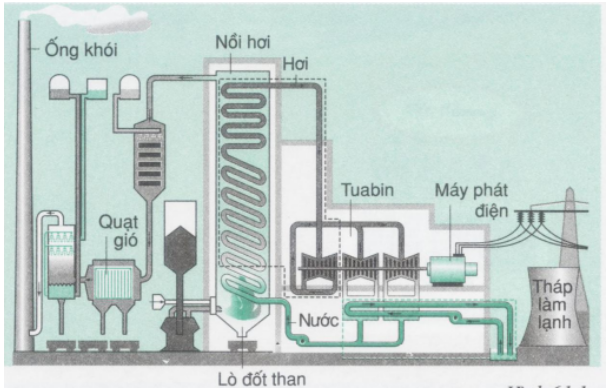 Ống khói
Nồi hơi
Hơi
Tuabin
Máy phát
điện
Quạt
gió
Tháp
làm
lạnh
Nước
Lò đốt than